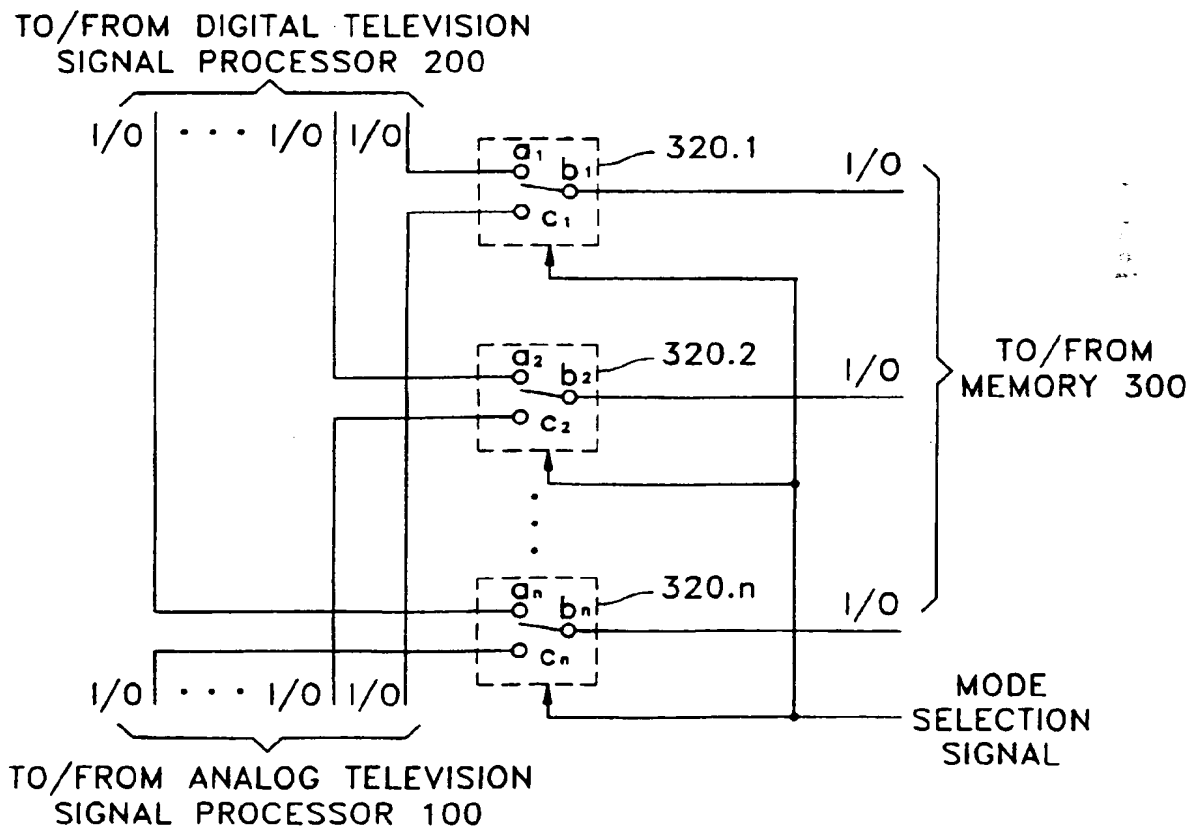 TO/FROM DIGITAL TELEVISION
SIGNAL PROCESSOR 200
I/O ··· I/O I/O
a1 b1 c1
320.1
I/O
a2 b2 c2
320.2
I/O
TO/FROM
MEMORY 300
an bn cn
320.n
I/O
I/O ··· I/O I/O
MODE
SELECTION
SIGNAL
TO/FROM ANALOG TELEVISION
SIGNAL PROCESSOR 100